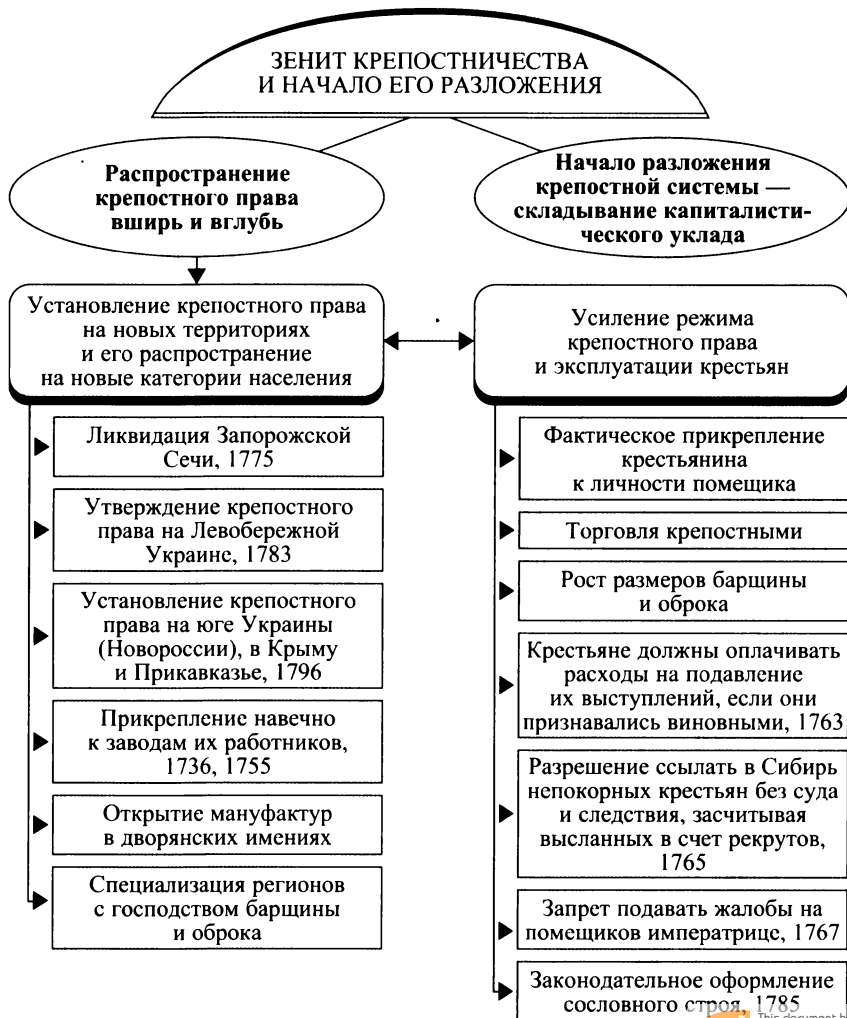 ЗЕНИТ КРЕПОСТНИЧЕСТВА
И НАЧАЛО ЕГО РАЗЛОЖЕНИЯ
Распространение
крепостного права
вширь и вглубь
Начало разложения
крепостной системы —
складывание капиталисти-
ческого уклада
Установление крепостного права
на новых территориях
и его распространение
на новые категории населения
Ликвидация Запорожской
Сечи, 1775
Утверждение крепостного
права на Левобережной
Украине, 1783
Установление крепостного
права на юге Украины
(Новороссии), в Крыму
и Прикавказье, 1796
Прикрепление навечно
к заводам их работников,
1736, 1755
Открытие мануфактур
в дворянских имениях
Специализация регионов
с господством барщины
и оброка
Усиление режима
крепостного права
и эксплуатации крестьян
Фактическое прикрепление
крестьянина
к личности помещика
Торговля крепостными
Рост размеров барщины
и оброка
Крестьяне должны оплачивать
расходы на подавление
их выступлений, если они
признавались виновными, 1763
Разрешение ссылать в Сибирь
непокорных крестьян без суда
и следствия, засчитывая
высланных в счет рекрутов,
1765
Запрет подавать жалобы на
помещиков императрице, 1767
Законодательное оформление
сословного строя, 1785
This document h